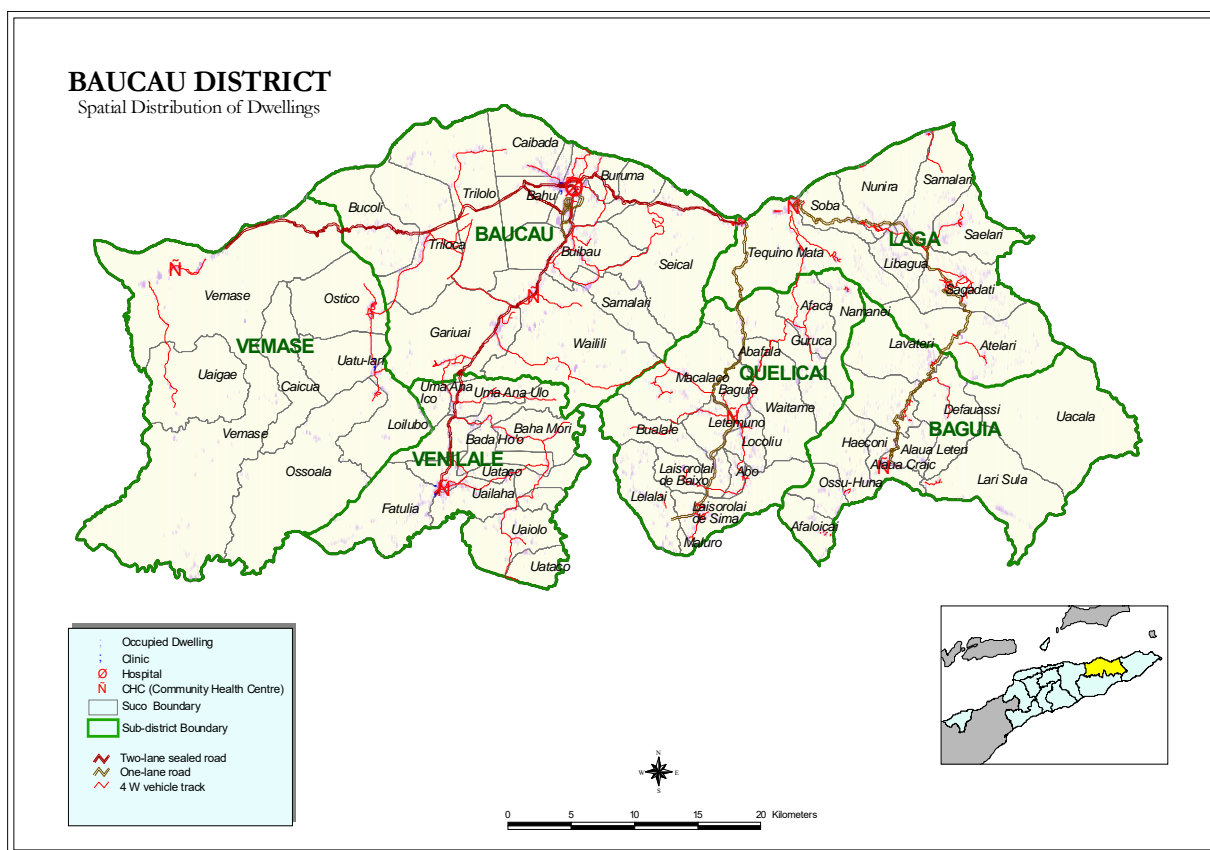 BAUCAU DISTRICT
Spatial Distribution of Dwellings
Caibada
Buruma
Bahu
Trilolo
Bucoli
BAUCAU
Triloca
Buibau
Seical
Samalari
Gariuai
Wailili
Nunira
Samalari
Soba
LAGA
Saelari
Tequino Mata
Libagua
Sagadati
Atelari
Vemase
Ostico
VEMASE
Uatu-lari
Uaigae
Caicua
Vemase
Loilubo
Ossoala
Uma Ana
Ico
Uma Ana-Ulo
Baha Mori
Bada Ho'o
VENILALE
Uataco
Uailaha
Fatulia
Uaiolo
Uataco
Afaca
Namanei
Guruca
Abafala
QUELICAI
Macalaco
Baguia
Waitame
Letemuno
Bualale
Locoliu
Laisorolai
de Baixo
Abo
Lelalai
Laisorolai
de Sima
Maluro
Lavateri
Defauassi
Uacala
BAGUIA
Haeconi
Alaua Leten
Alaua Craic
Ossu-Huna
Lari Sula
Afaloicai
Occupied Dwelling
Clinic
Ø Hospital
Ñ CHC (Community Health Centre)
Suco Boundary
Sub-district Boundary
Two-lane sealed road
One-lane road
4 W vehicle track
N
W E
S
0 5 10 15 20 Kilometers